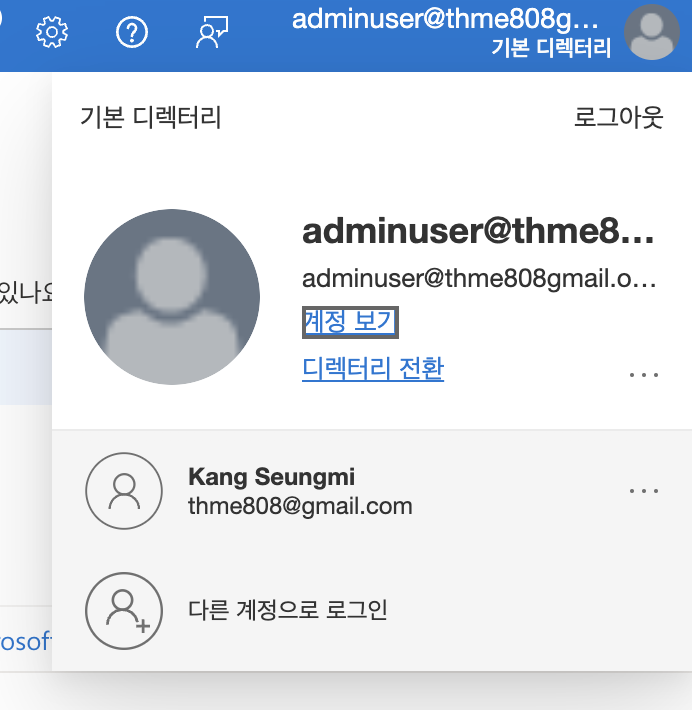 adminuser@thme808g...
기본 디렉터리
기본 디렉터리
로그아웃
adminuser@thme8...
adminuser@thme808gmail.o...
계정 보기
디렉터리 전환
...
있나요
Kang Seungmi
thme808@gmail.com
...
다른 계정으로 로그인
rosoft